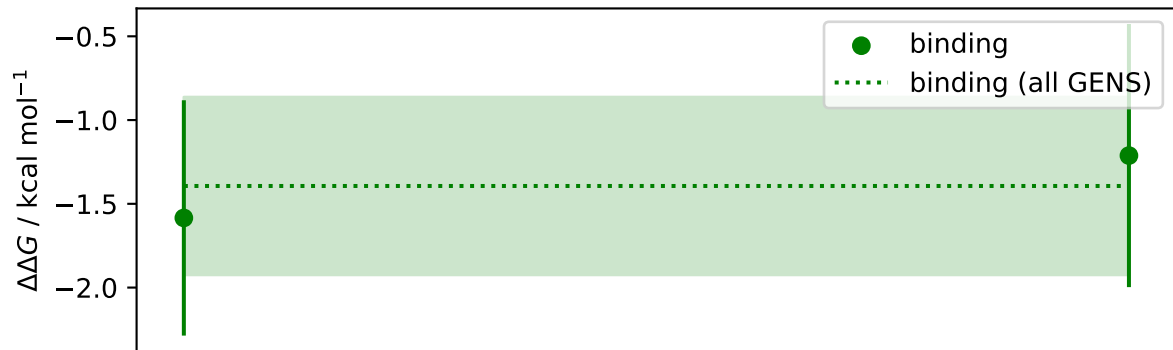 ΔΔG / kcal mol⁻¹
−0.5
−1.0
−1.5
−2.0
binding
binding (all GENS)